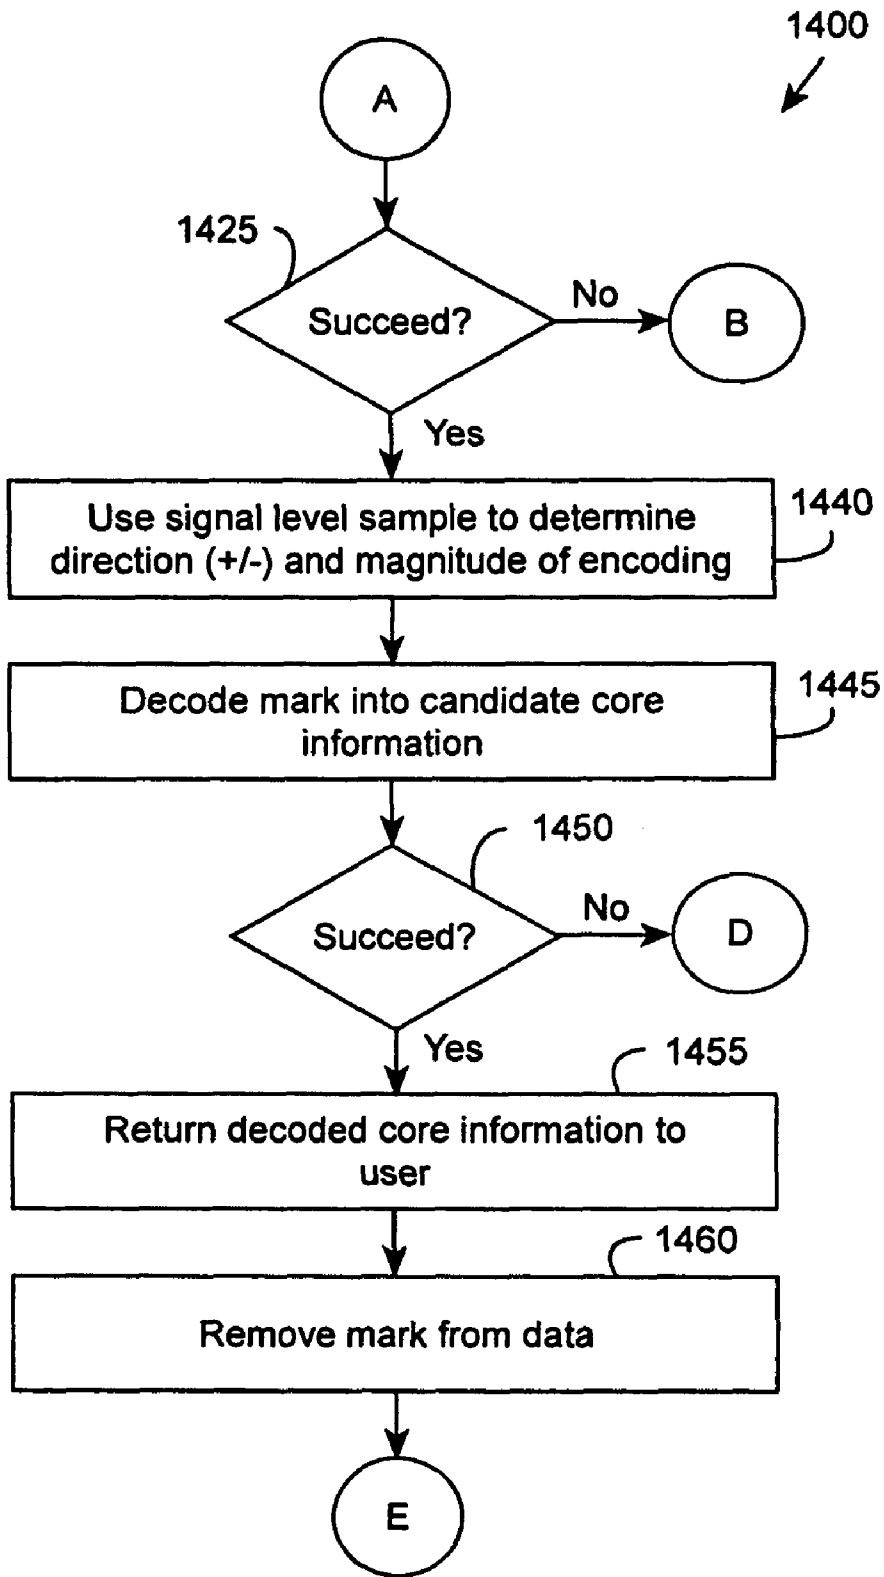 1400
A
1425
Succeed?
No
B
Yes
Use signal level sample to determine
direction (+/-) and magnitude of encoding
1440
Decode mark into candidate core
information
1445
1450
Succeed?
No
D
Yes
1455
Return decoded core information to
user
1460
Remove mark from data
E